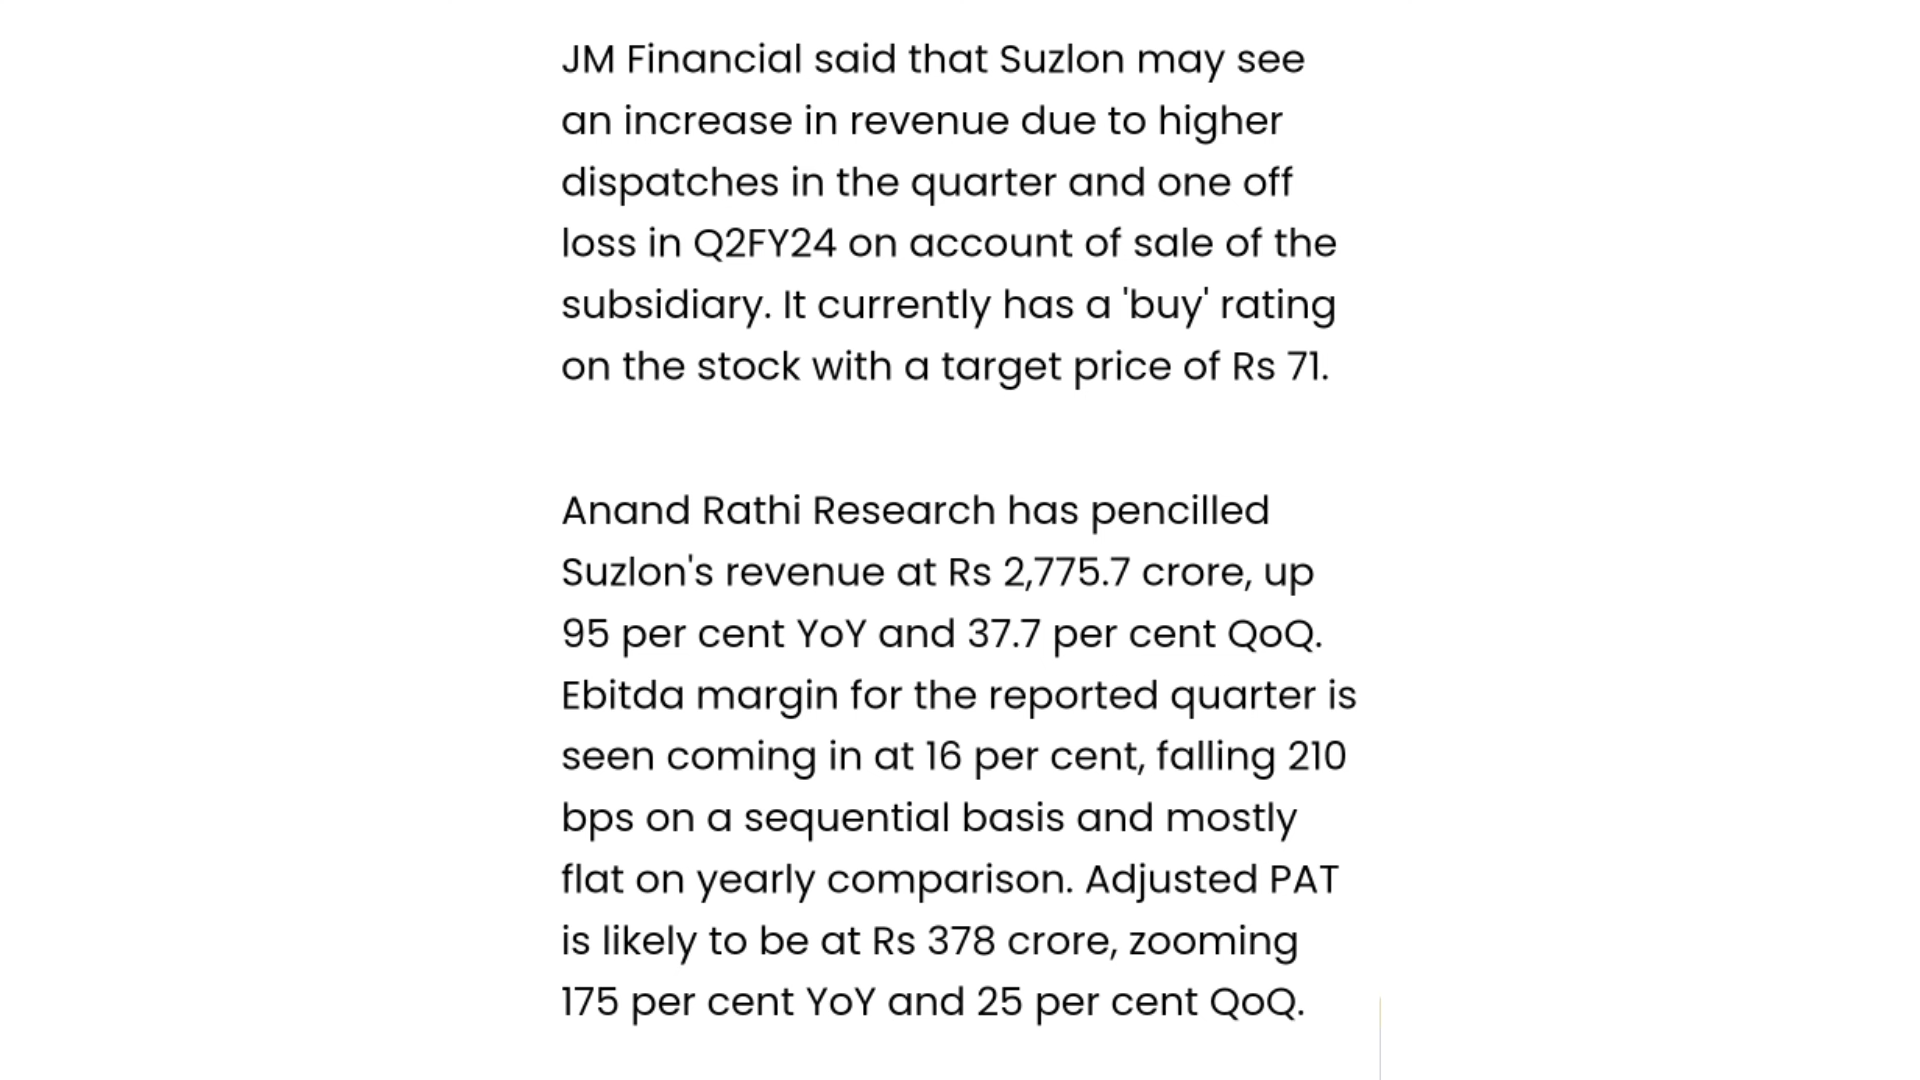 JM Financial said that Suzlon may see
an increase in revenue due to higher
dispatches in the quarter and one off
loss in Q2FY24 on account of sale of the
subsidiary. It currently has a 'buy' rating
on the stock with a target price of Rs 71.
Anand Rathi Research has pencilled
Suzlon's revenue at Rs 2,775.7 crore, up
95 per cent YoY and 37.7 per cent QoQ.
Ebitda margin for the reported quarter is
seen coming in at 16 per cent, falling 210
bps on a sequential basis and mostly
flat on yearly comparison. Adjusted PAT
is likely to be at Rs 378 crore, zooming
175 per cent YoY and 25 per cent QoQ.